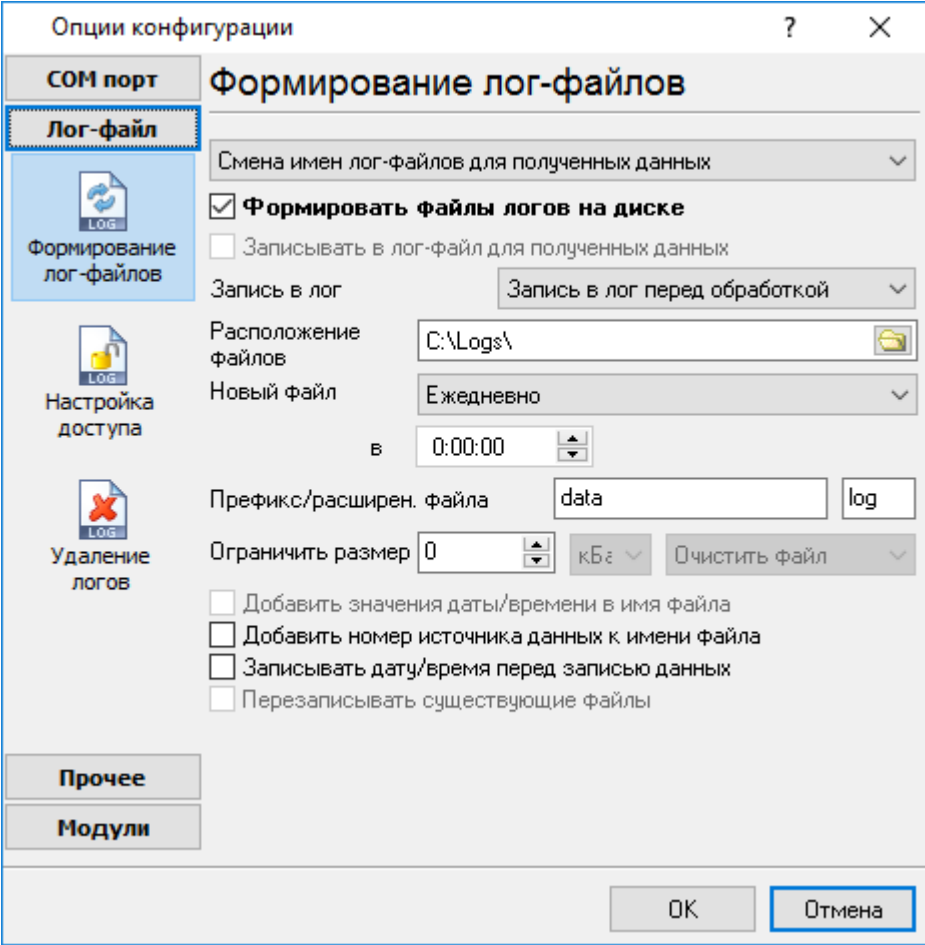 Опции конфигурации ?
COM порт
Лог-файл
LOG
Формирование
лог-файлов
LOG
Настройка
доступа
LOG
Удаление
логов
Прочее
Модули
Формирование лог-файлов
Смена имен лог-файлов для полученных данных
Формировать файлы логов на диске
Записывать в лог-файл для полученных данных
Запись в лог Запись в лог перед обработкой
Расположение
файлов
C:\Logs\
Новый файл Ежедневно
в 0:00:00
Префикс/расширен. файла data log
Ограничить размер 0 кБа Очистить файл
Добавить значения даты/времени в имя файла
Добавить номер источника данных к имени файла
Записывать дату/время перед записью данных
Перезаписывать существующие файлы
OK Отмена